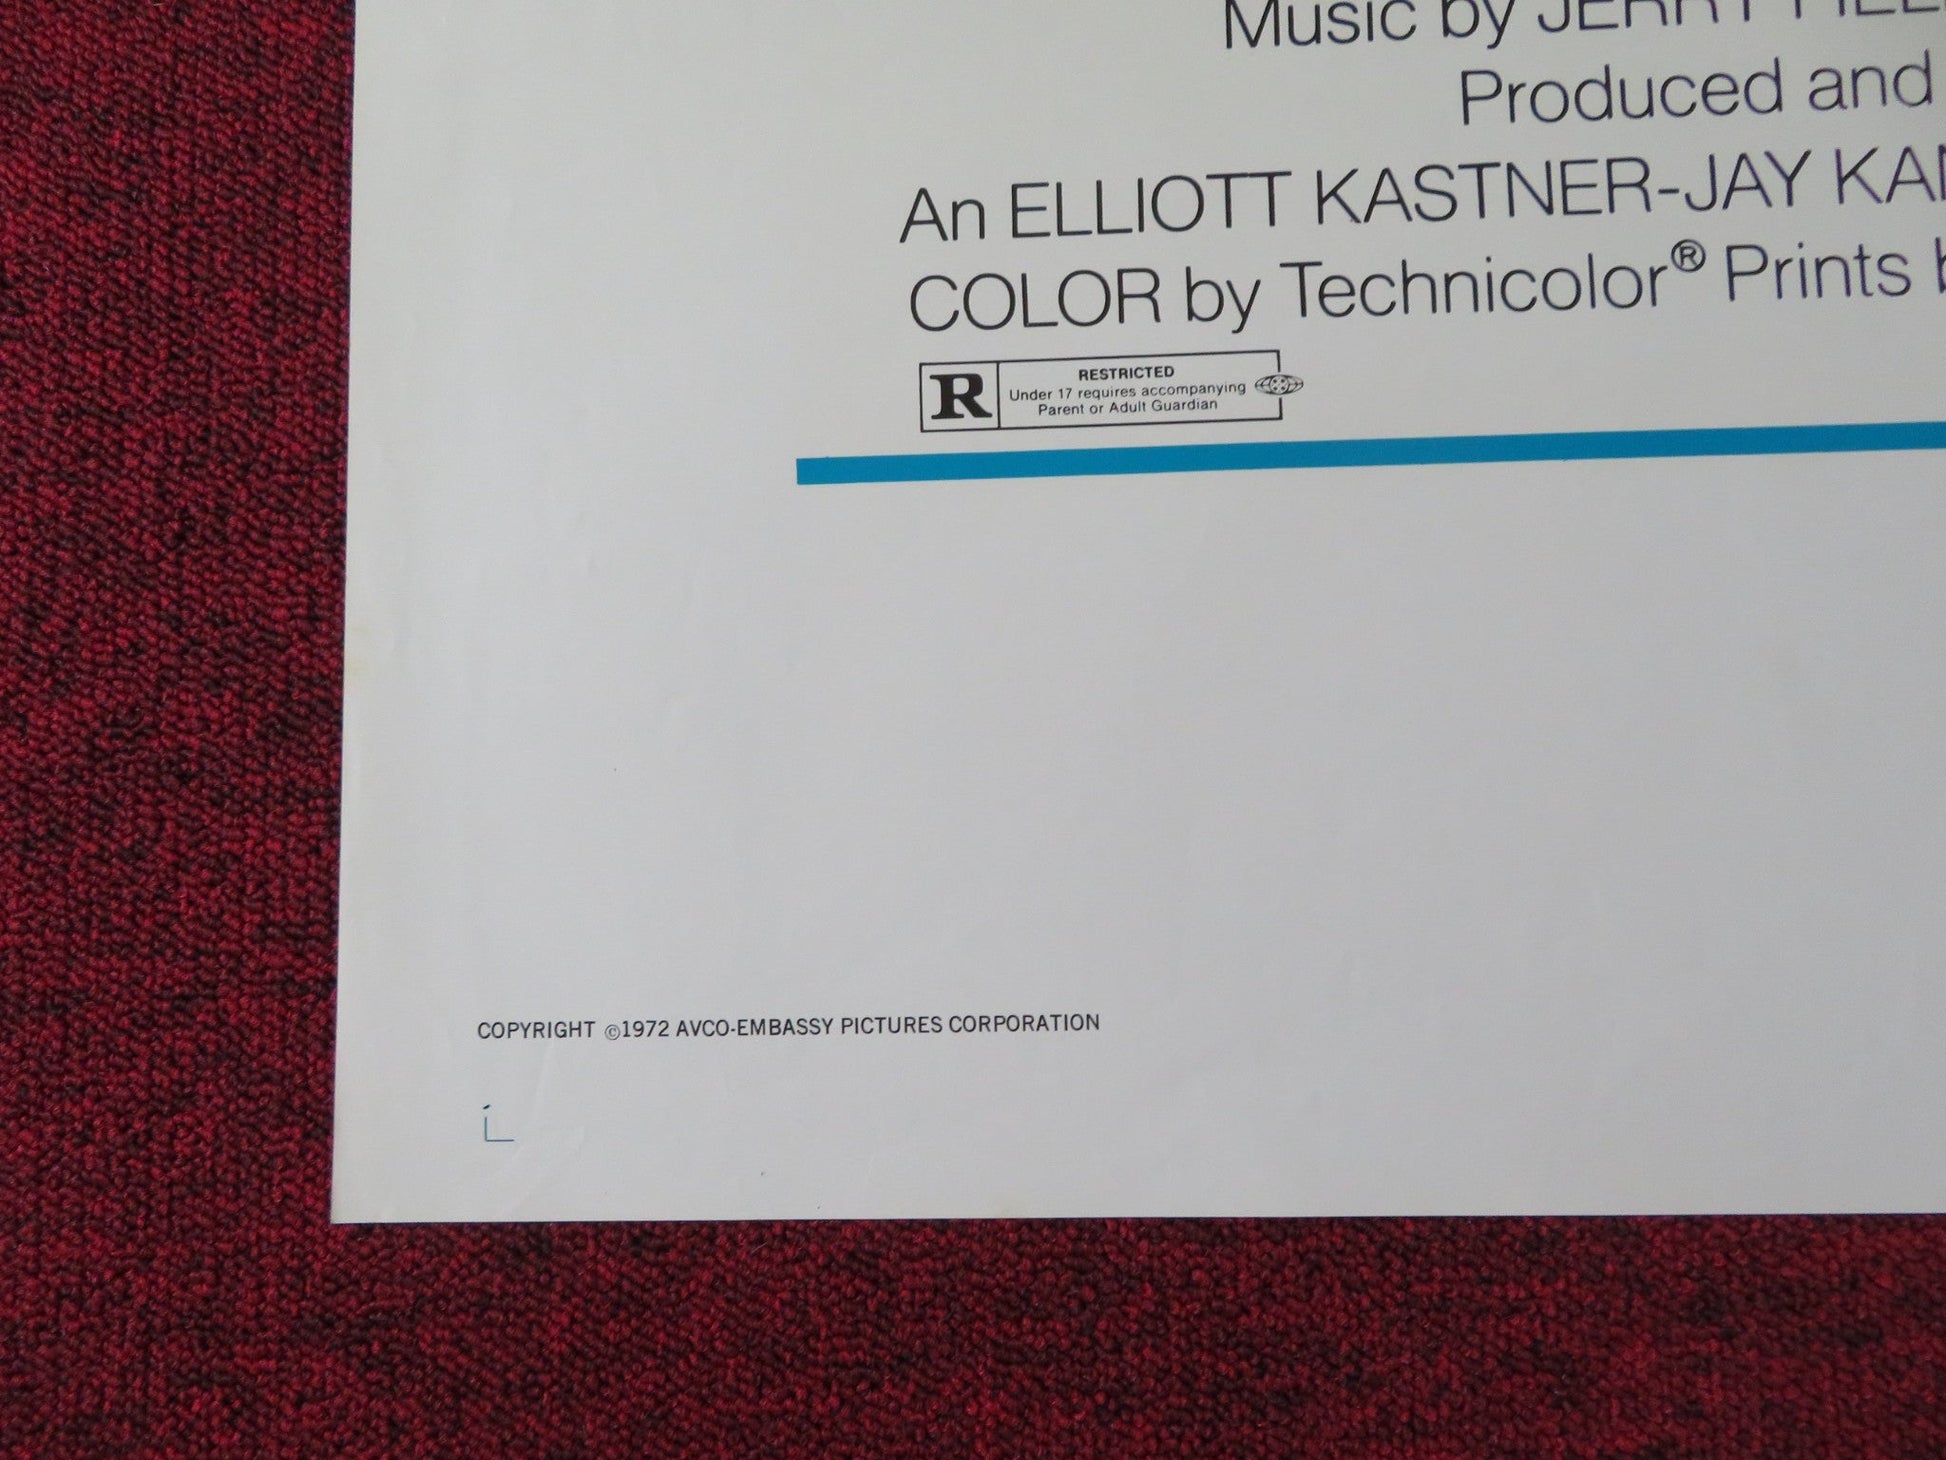 Music by JERRY
Produced and
An ELLIOTT KASTNER-JAY
COLOR by Technicolor® Prints
R
RESTRICTED
Under 17 requires accompanying
Parent or Adult Guardian
COPYRIGHT ©1972 AVCO-EMBASSY PICTURES CORPORATION